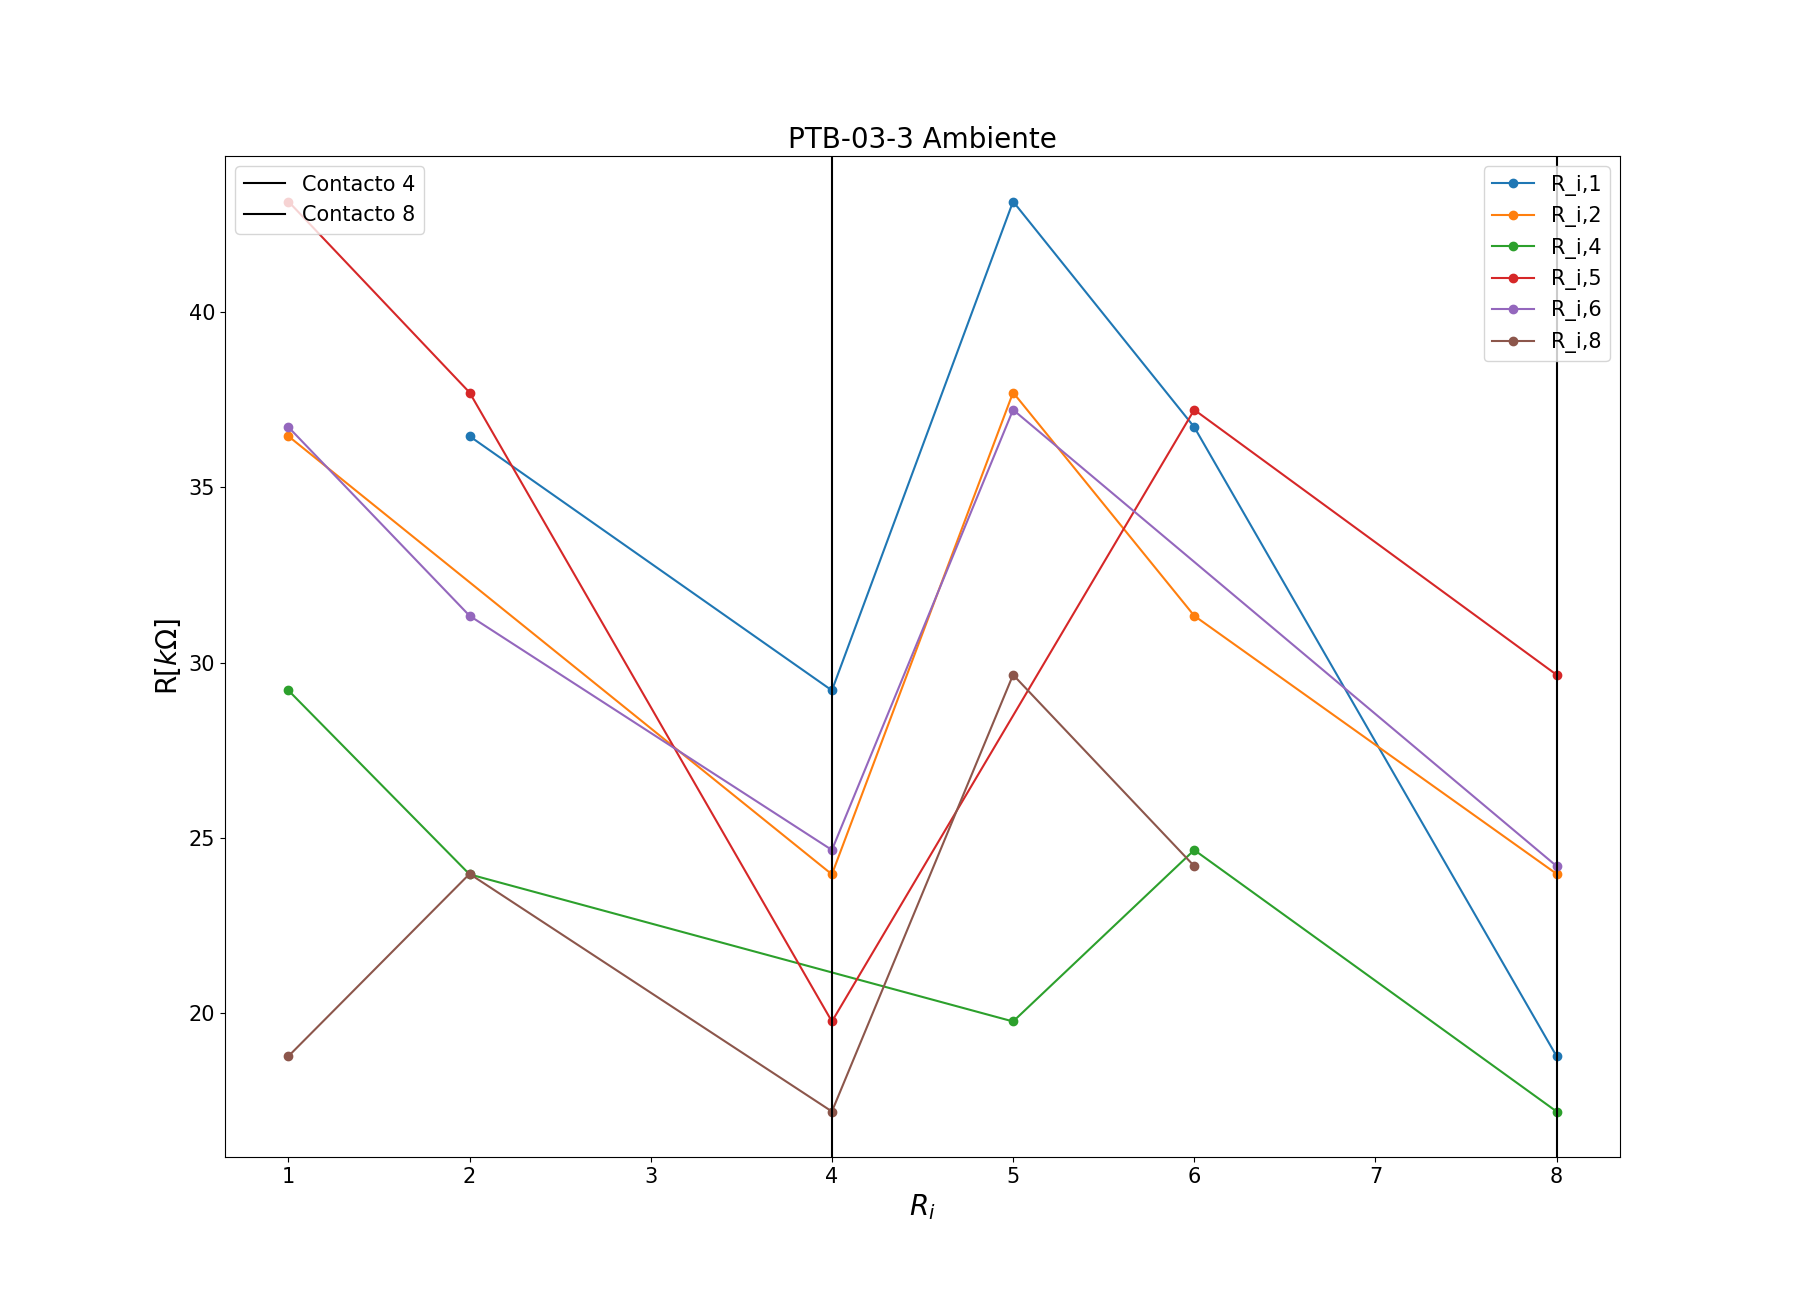 PTB-03-3 Ambiente
Contacto 4
Contacto 8
R_i,1
R_i,2
R_i,4
R_i,5
R_i,6
R_i,8
40
35
30
25
20
R[kΩ]
1 2 3 4 5 6 7 8
R_i